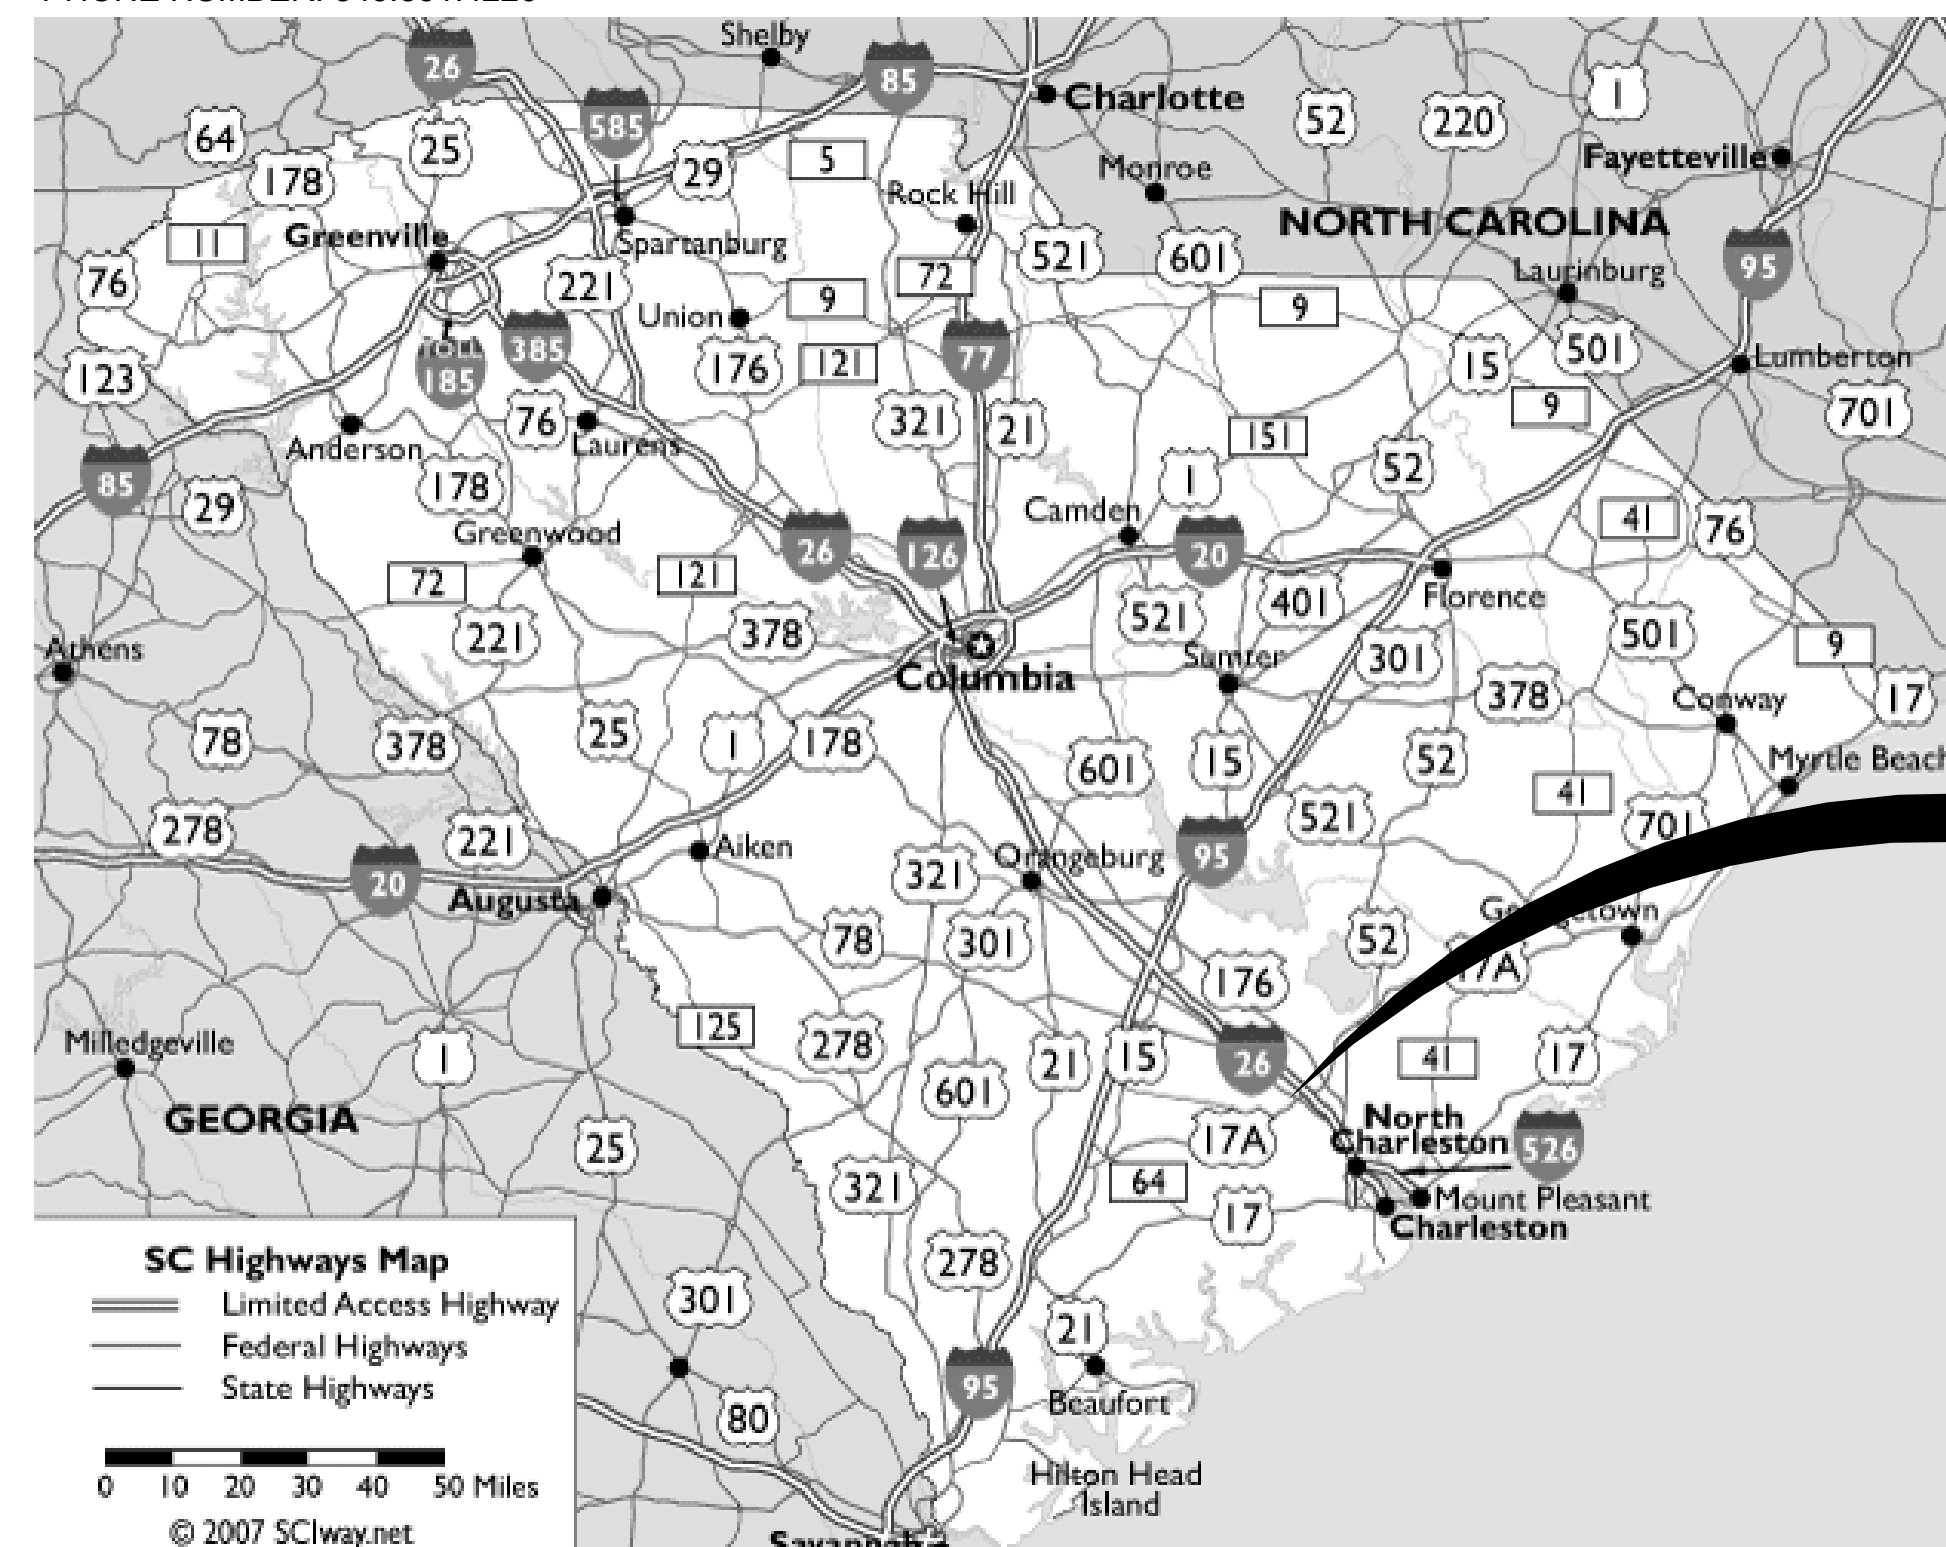 Shelby
26
85
585
Charlotte
1
64
25
52
220
29
5
Fayetteville
178
Monroe
Rock Hill
11
Greenville
Spartanburg
NORTH CAROLINA
76
221
72
521
601
Laurinburg
95
Union
9
9
385
77
15
501
Lumberton
123
185
176
121
76
321
21
9
701
Anderson
Laurens
151
85
178
1
52
29
Camden
41
76
Greenwood
26
126
20
72
121
Florence
521
401
221
378
501
9
Athens
Sumter
301
Columbia
378
Conway
17
78
378
25
1
178
601
15
52
Myrtle Beach
41
278
221
Aiken
Orangeburg
95
521
701
20
Augusta
321
78
301
52
17A
176
125
Milledgeville
1
278
21
15
26
41
17
GEORGIA
25
601
17A
North
Charleston
526
321
64
17
Mount Pleasant
Charleston
278
SC Highways Map
Limited Access Highway
Federal Highways
State Highways
301
21
95
Beaufort
80
0 10 20 30 40 50 Miles
Hilton Head
Island
© 2007 SCIway.net
Savannah